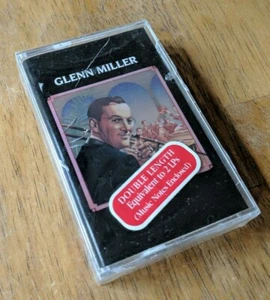 GLENN MILLER
DOUBLE LENGTH
Equivalent to 2 LPs
(Music Notes Enclosed)